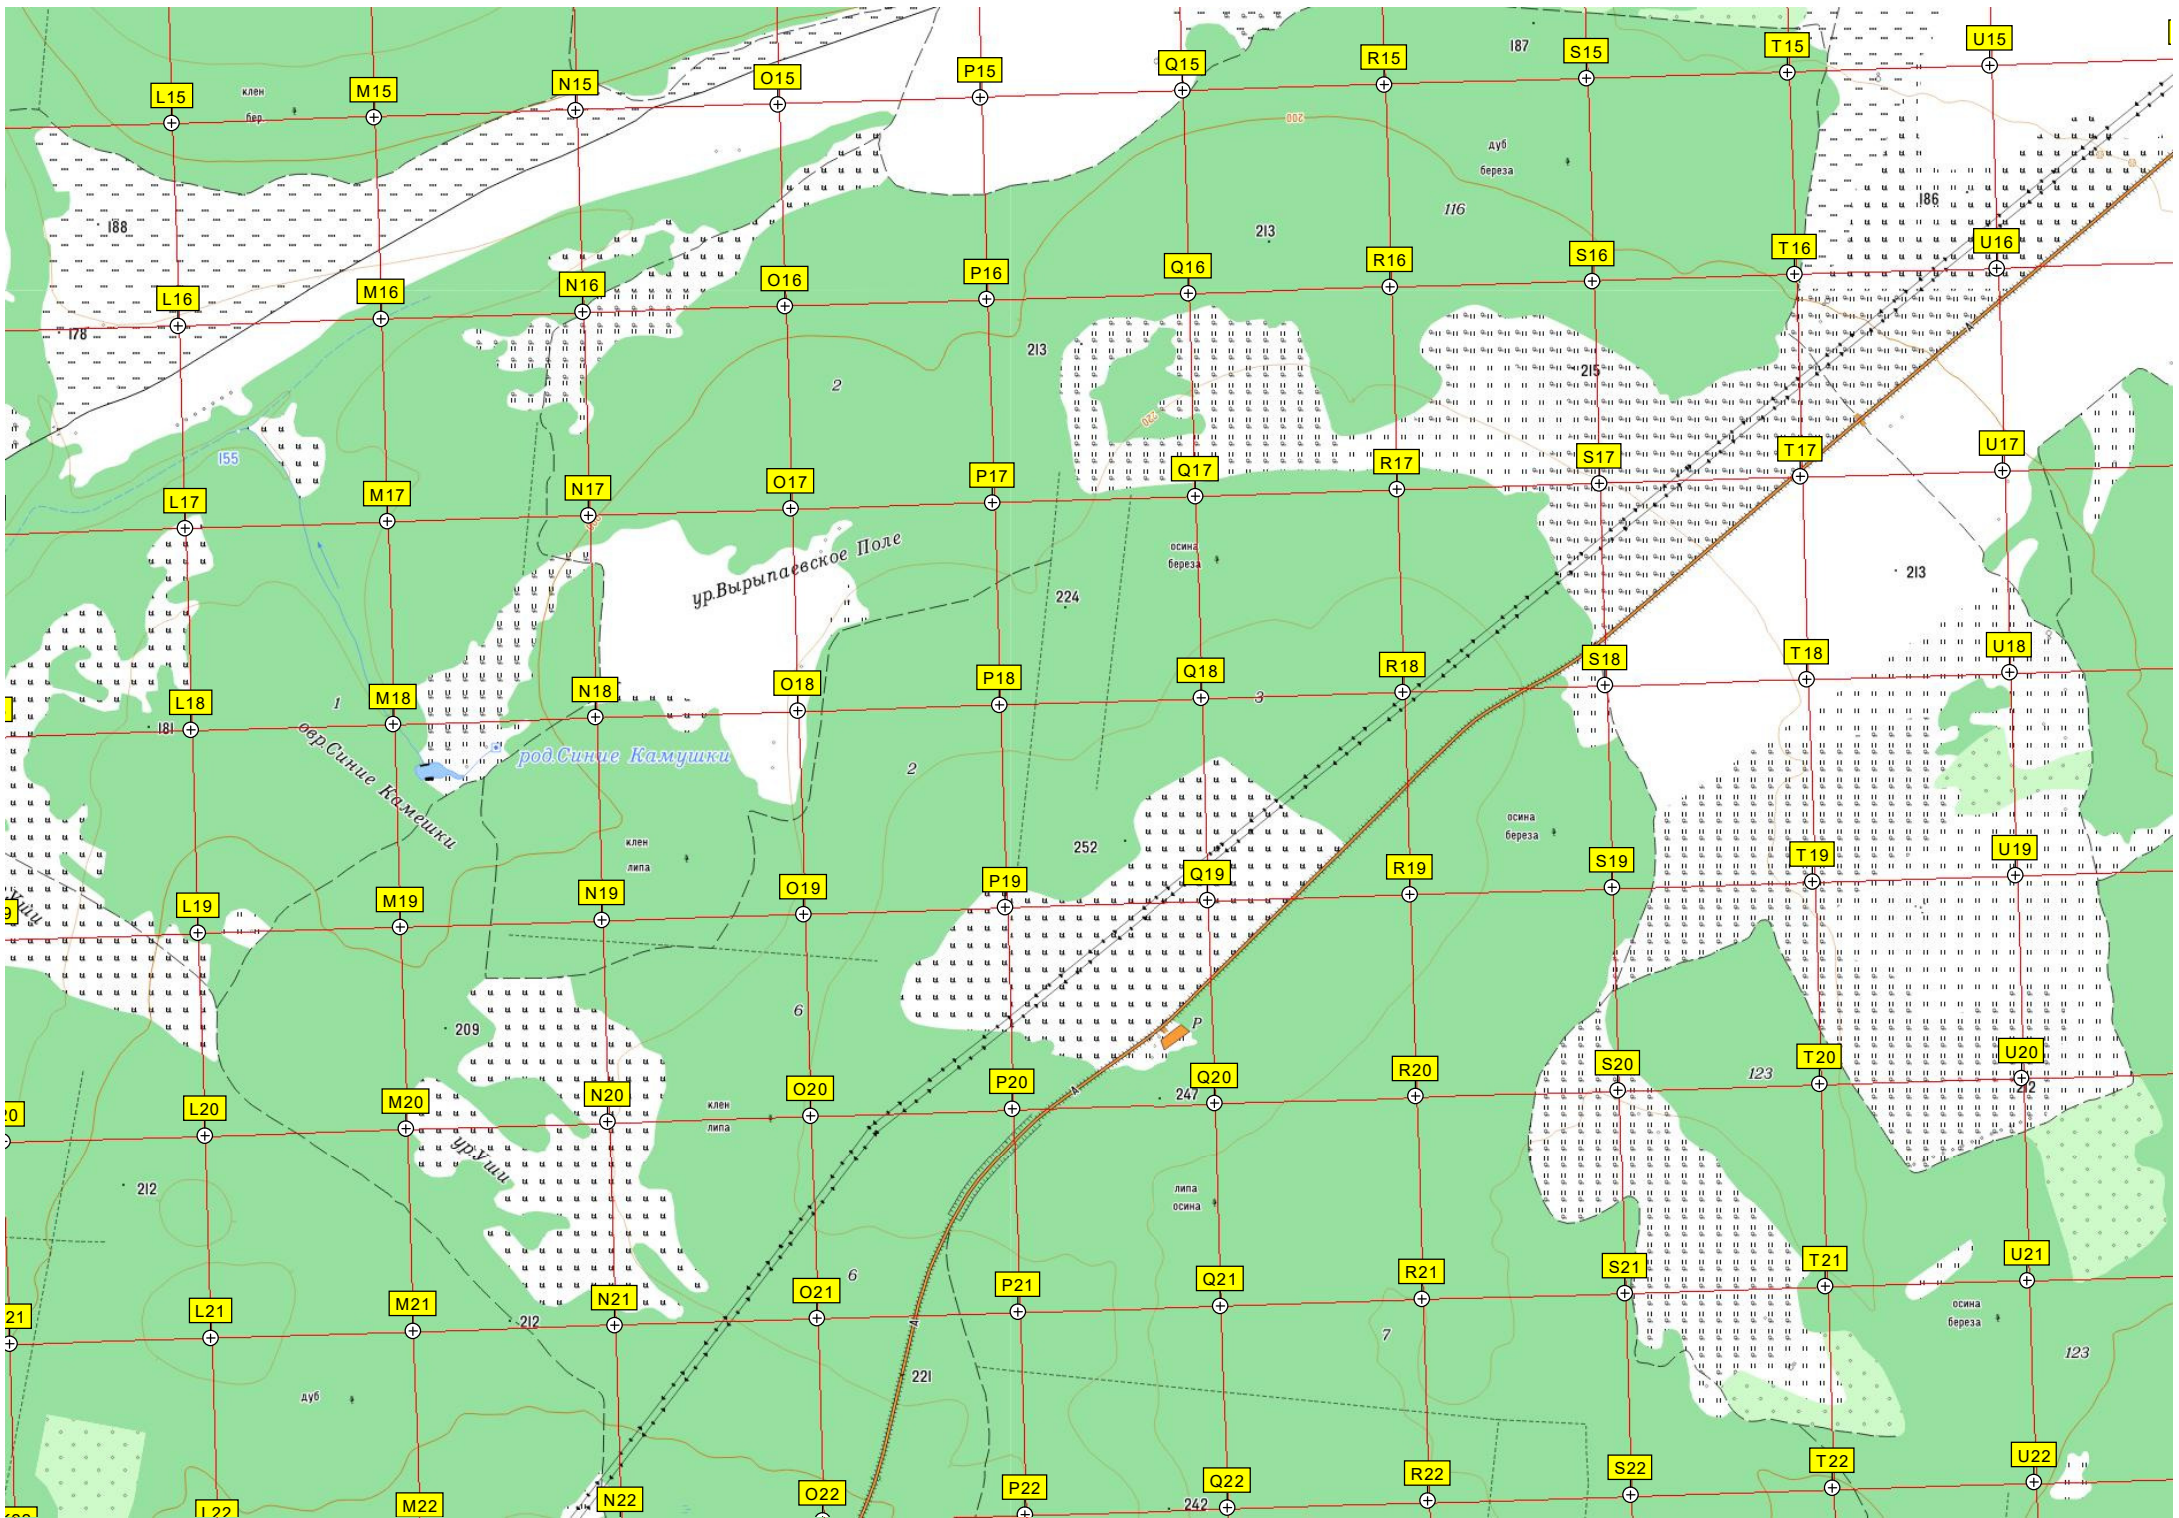 187
U15
T15
S15
R15
Q15
P15
O15
N15
M15
L15
клен
бер.
200
дуб
береза
116
186
188
213
U16
T16
S16
R16
Q16
P16
O16
N16
M16
L16
178
213
215
2
220
155
U17
T17
S17
R17
Q17
P17
O17
N17
M17
L17
ур.Вырыпаевское Поле
осина
береза
213
224
U18
T18
S18
R18
Q18
P18
O18
N18
M18
L18
181
1
3
овр.Синие Камешки
род.Синие Камушки
2
осина
береза
252
клен
липа
U19
T19
S19
R19
Q19
P19
O19
N19
M19
L19
Уши
9
6
209
Р
U20
T20
S20
R20
Q20
P20
O20
N20
M20
L20
20
123
212
247
А
клен
липа
ур.Уши
212
липа
осина
U21
T21
S21
R21
Q21
P21
O21
N21
M21
L21
21
6
212
А
осина
береза
7
123
221
дуб
U22
T22
S22
R22
Q22
P22
O22
N22
M22
L22
242